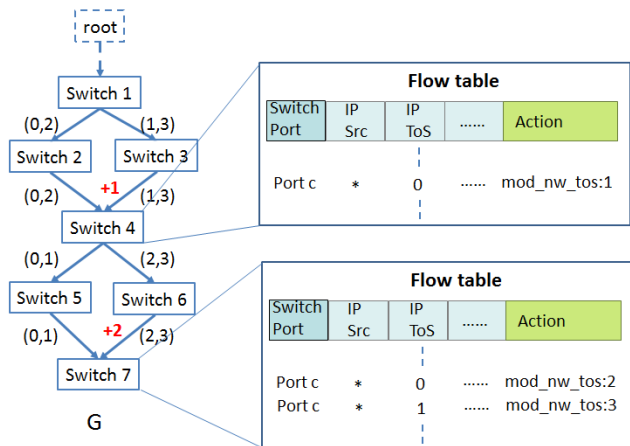 root
Switch 1
(0,2) (1,3)
Switch 2 Switch 3
(0,2) +1 (1,3)
Switch 4
(0,1) (2,3)
Switch 5 Switch 6
(0,1) +2 (2,3)
Switch 7
G
Flow table
Switch Port IP Src IP ToS ...... Action
Port c * 0 ...... mod_nw_tos:1
Flow table
Switch Port IP Src IP ToS ...... Action
Port c * 0 ...... mod_nw_tos:2
Port c * 1 ...... mod_nw_tos:3